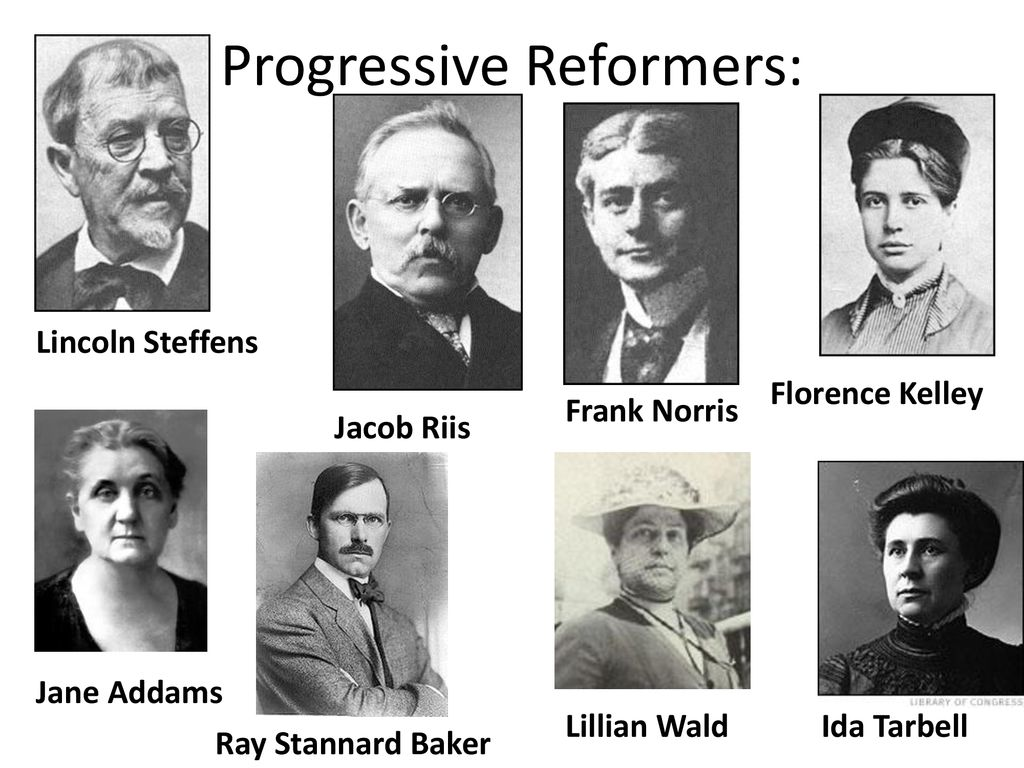 Progressive Reformers:
Lincoln Steffens
Jacob Riis
Frank Norris
Florence Kelley
Jane Addams
Ray Stannard Baker
Lillian Wald
Ida Tarbell
LIBRARY OF CONGRESS